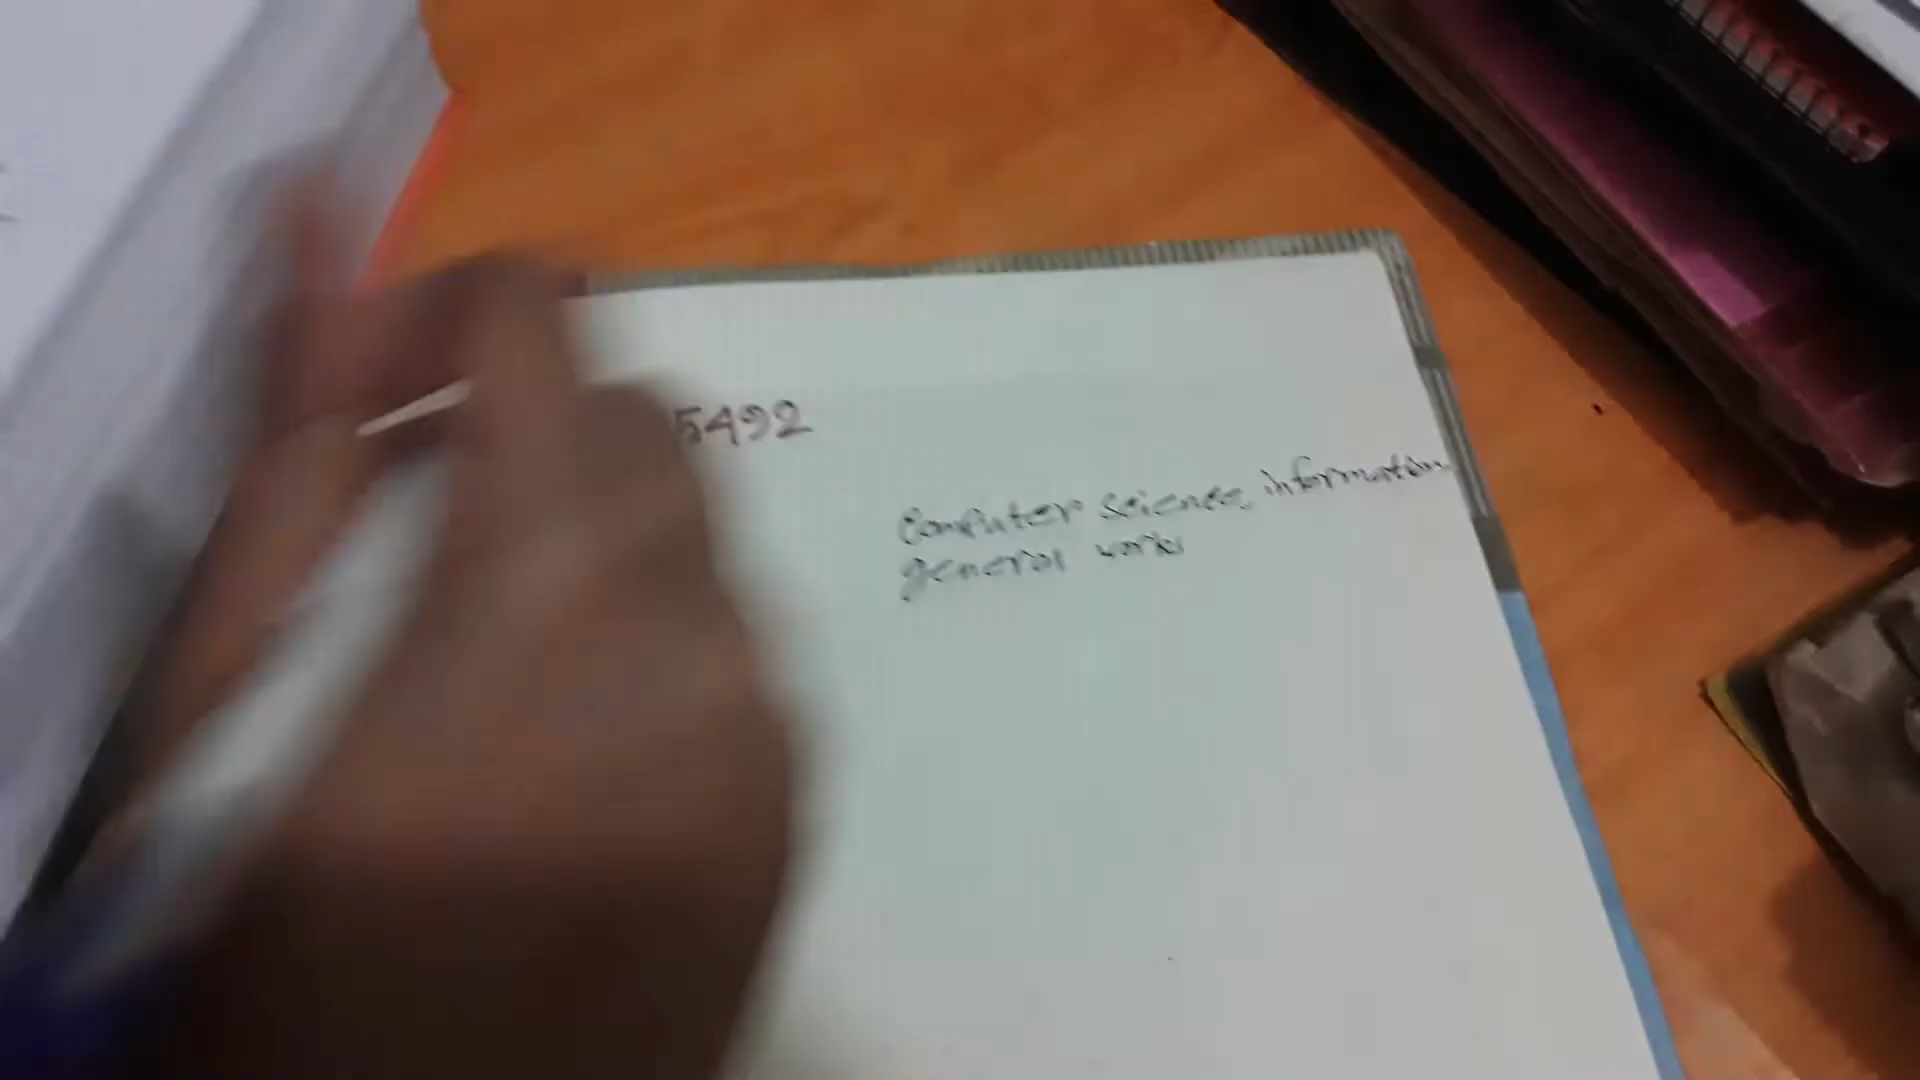 5492
Computer science, information
general works